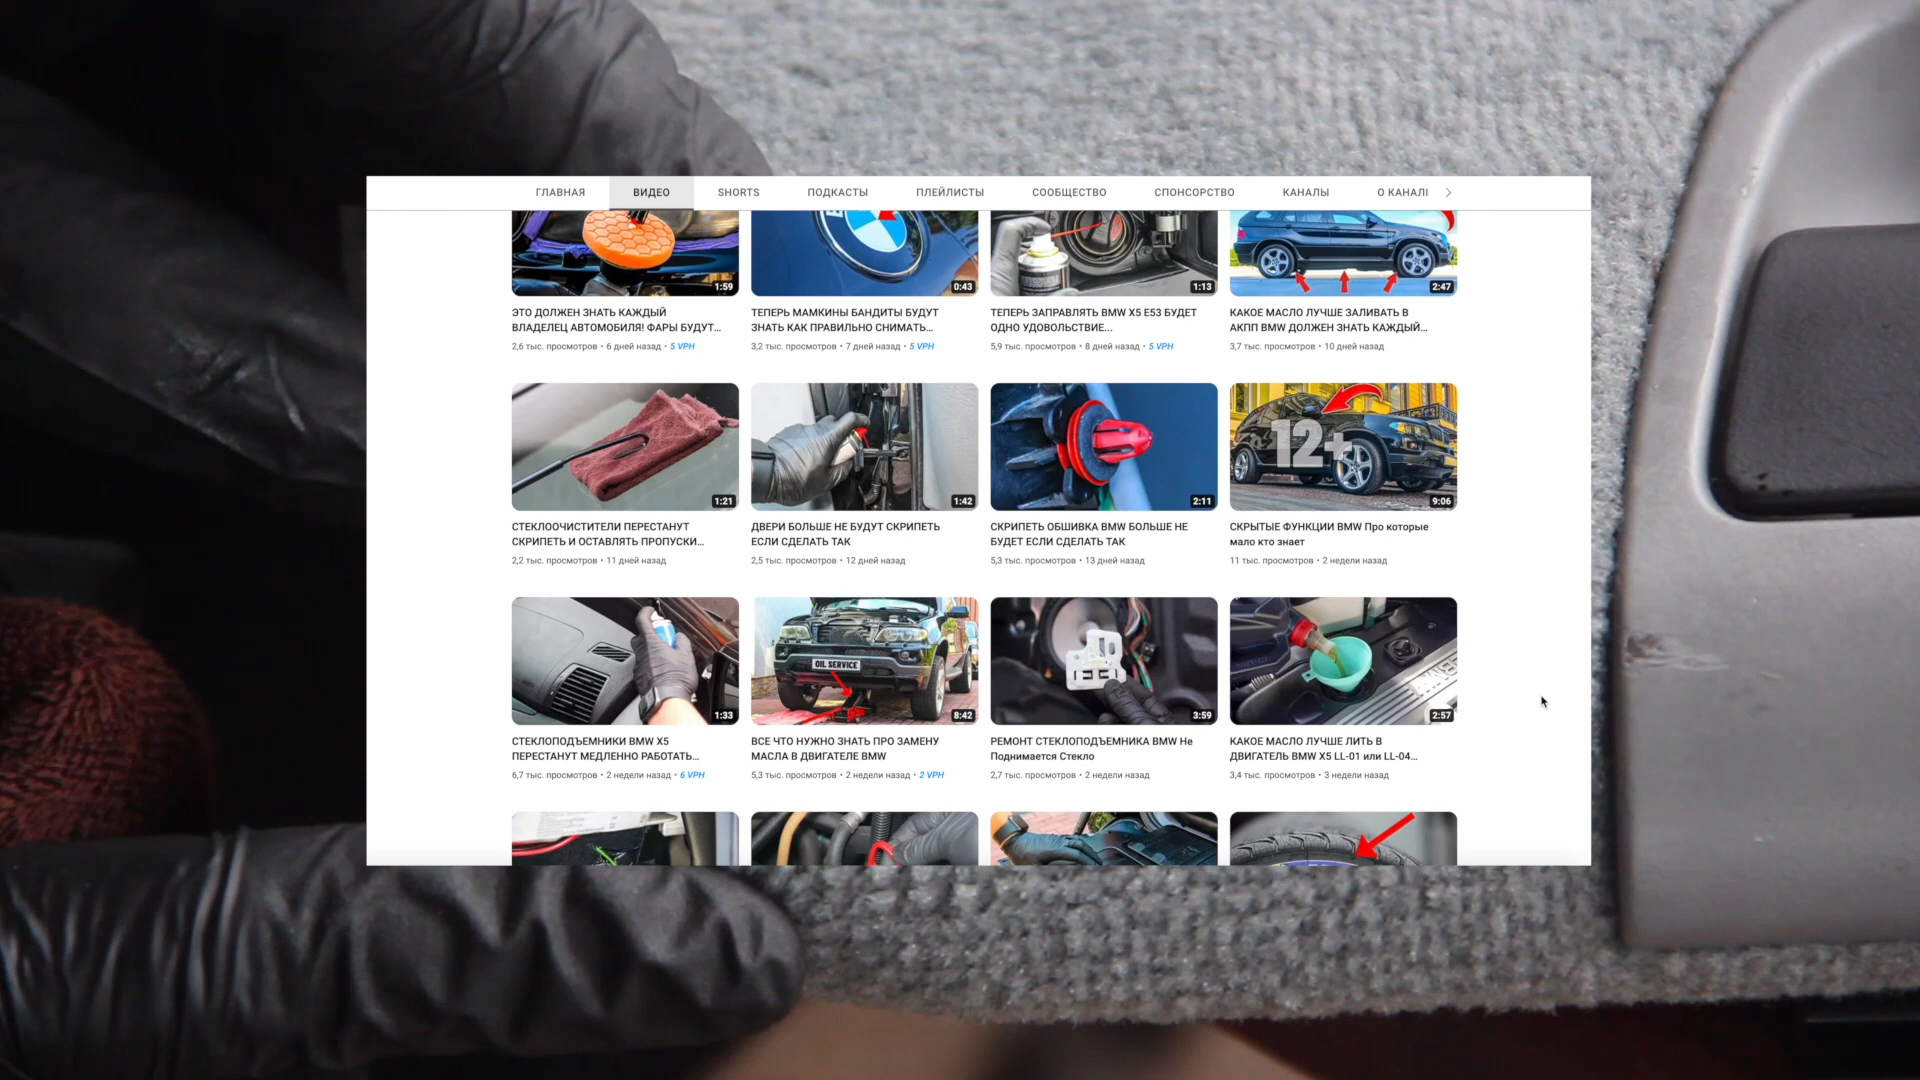 ГЛАВНАЯ ВИДЕО SHORTS ПОДКАСТЫ ПЛЕЙЛИСТЫ СООБЩЕСТВО СПОНСОРСТВО КАНАЛЫ О КАНАЛІ
1:59
0:43
1:13
2:47
ЭТО ДОЛЖЕН ЗНАТЬ КАЖДЫЙ
ВЛАДЕЛЕЦ АВТОМОБИЛЯ! ФАРЫ БУДУТ...
2,6 тыс. просмотров • 6 дней назад • 5 VPH
ТЕПЕРЬ МАМКИНЫ БАНДИТЫ БУДУТ
ЗНАТЬ КАК ПРАВИЛЬНО СНИМАТЬ...
3,2 тыс. просмотров • 7 дней назад • 5 VPH
ТЕПЕРЬ ЗАПРАВЛЯТЬ BMW X5 E53 БУДЕТ
ОДНО УДОВОЛЬСТВИЕ...
5,9 тыс. просмотров • 8 дней назад • 5 VPH
КАКОЕ МАСЛО ЛУЧШЕ ЗАЛИВАТЬ В
АКПП BMW ДОЛЖЕН ЗНАТЬ КАЖДЫЙ...
3,7 тыс. просмотров • 10 дней назад
1:21
1:42
2:11
12+
9:06
СТЕКЛООЧИСТИТЕЛИ ПЕРЕСТАНУТ
СКРИПЕТЬ И ОСТАВЛЯТЬ ПРОПУСКИ...
2,2 тыс. просмотров • 11 дней назад
ДВЕРИ БОЛЬШЕ НЕ БУДУТ СКРИПЕТЬ
ЕСЛИ СДЕЛАТЬ ТАК
2,5 тыс. просмотров • 12 дней назад
СКРИПЕТЬ ОБШИВКА BMW БОЛЬШЕ НЕ
БУДЕТ ЕСЛИ СДЕЛАТЬ ТАК
5,3 тыс. просмотров • 13 дней назад
СКРЫТЫЕ ФУНКЦИИ BMW Про которые
мало кто знает
11 тыс. просмотров • 2 недели назад
1:33
OIL SERVICE
8:42
3:59
2:57
СТЕКЛОПОДЪЕМНИКИ BMW X5
ПЕРЕСТАНУТ МЕДЛЕННО РАБОТАТЬ...
6,7 тыс. просмотров • 2 недели назад • 6 VPH
ВСЕ ЧТО НУЖНО ЗНАТЬ ПРО ЗАМЕНУ
МАСЛА В ДВИГАТЕЛЕ BMW
5,3 тыс. просмотров • 2 недели назад • 2 VPH
РЕМОНТ СТЕКЛОПОДЪЕМНИКА BMW Не
Поднимается Стекло
2,7 тыс. просмотров • 2 недели назад
КАКОЕ МАСЛО ЛУЧШЕ ЛИТЬ В
ДВИГАТЕЛЬ BMW X5 LL-01 или LL-04...
3,4 тыс. просмотров • 3 недели назад